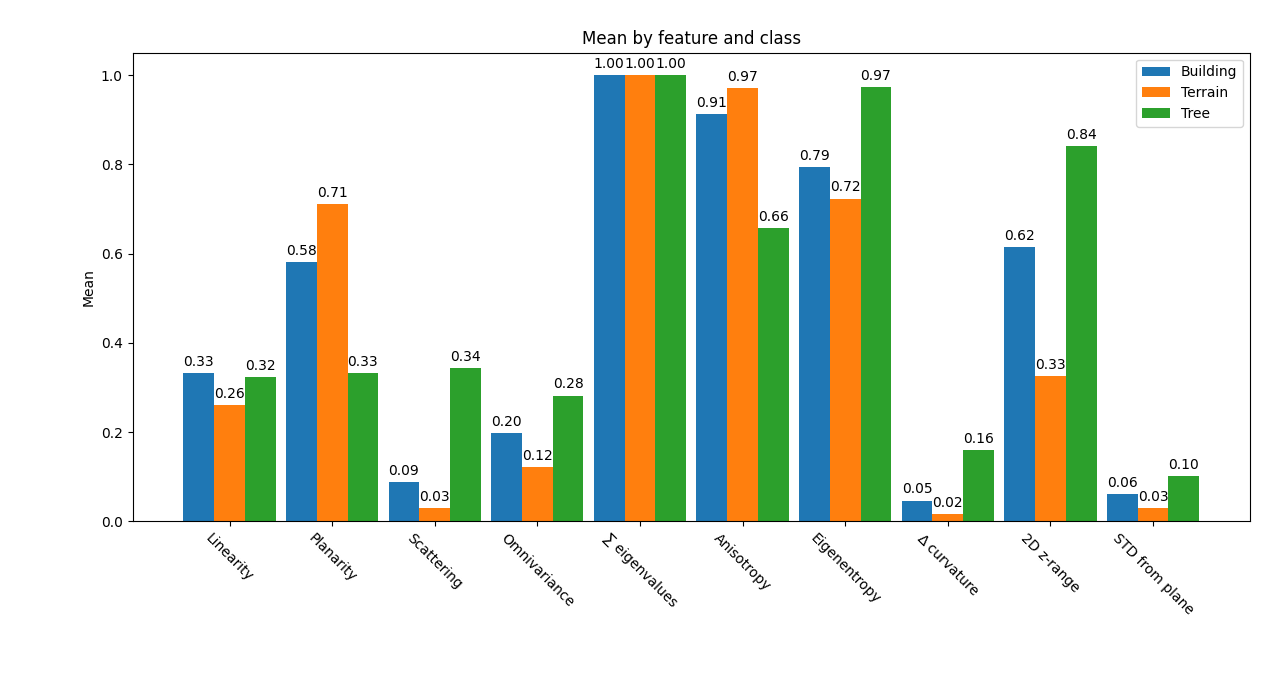 Mean by feature and class
Building
Terrain
Tree
Mean
1.0
0.8
0.6
0.4
0.2
0.0
0.33 0.26 0.32
0.58 0.71 0.33
0.09 0.03 0.34
0.20 0.12 0.28
1.00 1.00 1.00
0.91 0.97 0.66
0.79 0.72 0.97
0.05 0.02 0.16
0.62 0.33 0.84
0.06 0.03 0.10
Linearity
Planarity
Scattering
Omnivariance
∑ eigenvalues
Anisotropy
Eigenentropy
Δ curvature
2D z-range
STD from plane